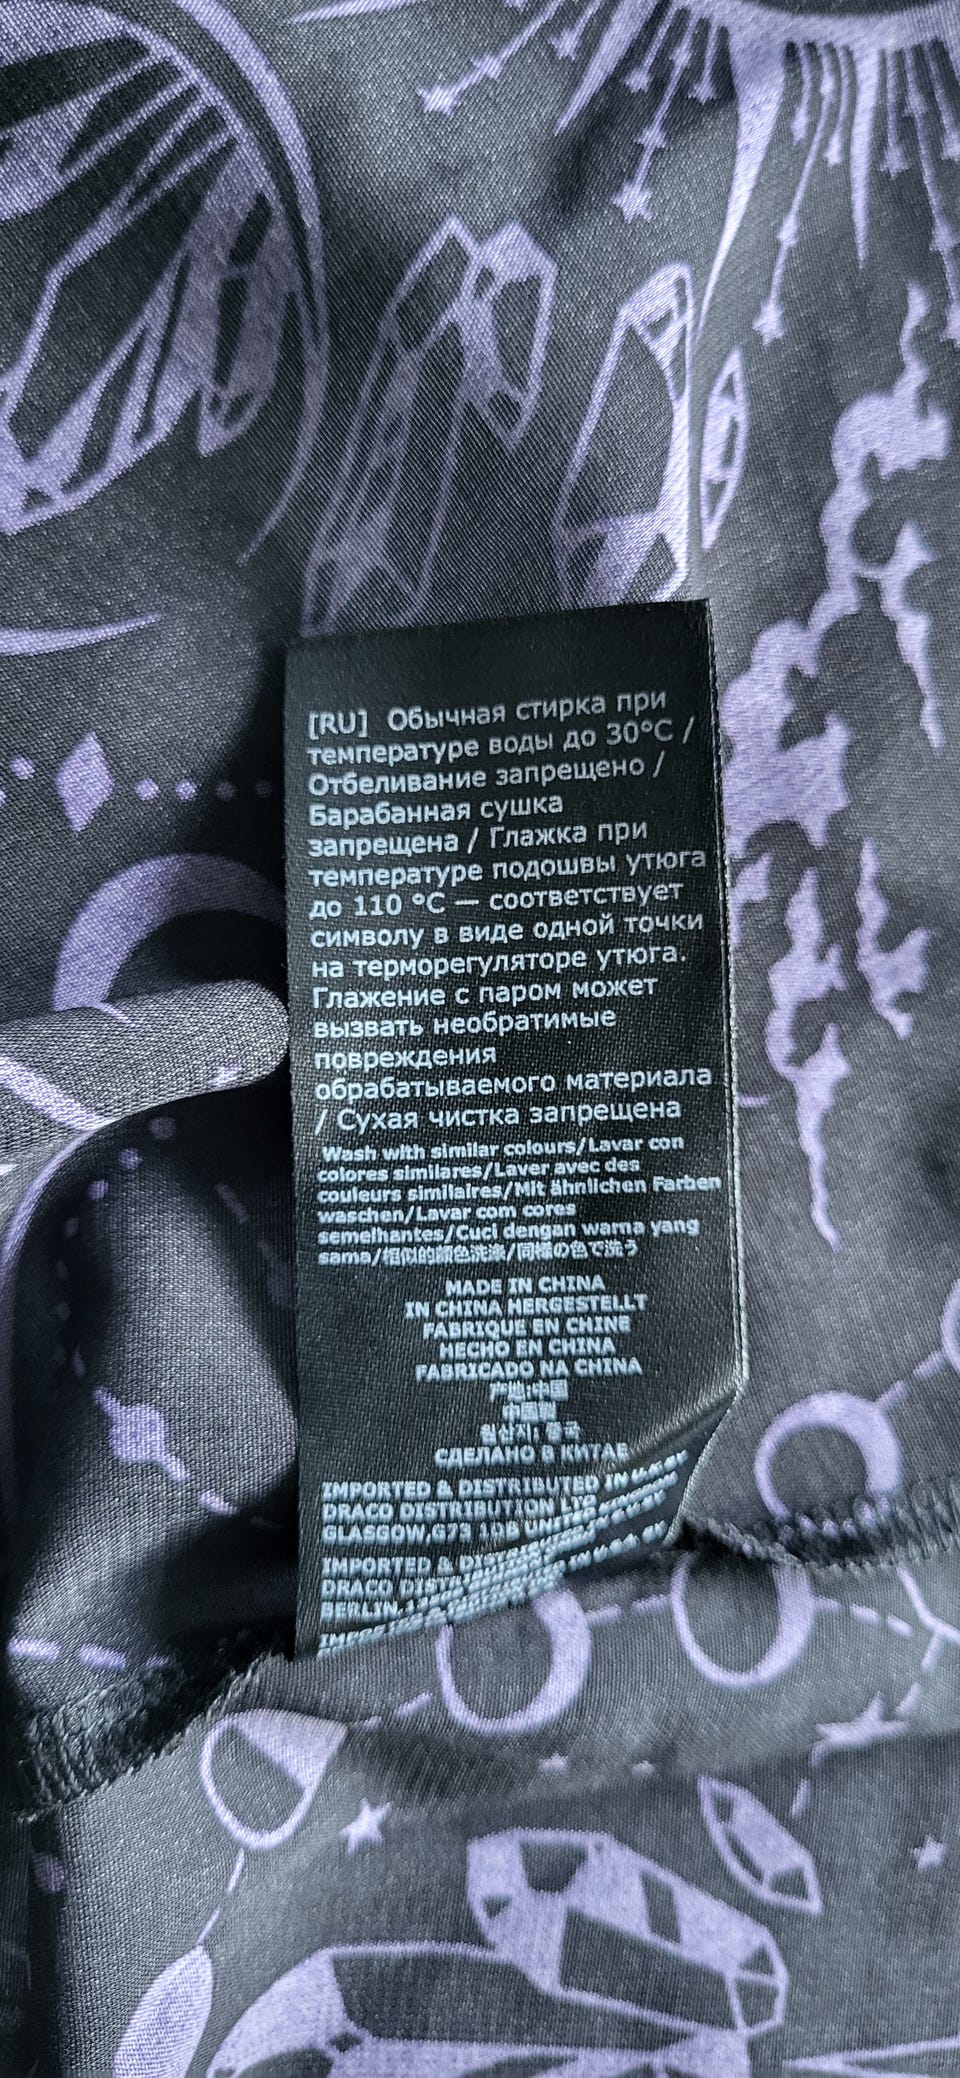 [RU] Обычная стирка при
температуре воды до 30°C /
Отбеливание запрещено /
Барабанная сушка
запрещена / Глажка при
температуре подошвы утюга
до 110 °C — соответствует
символу в виде одной точки
на терморегуляторе утюга.
Глажение с паром может
вызвать необратимые
повреждения
обрабатываемого материала
/ Сухая чистка запрещена
Wash with similar colours/Lavar con
colores similares/Laver avec des
couleurs similaires/Mit ähnlichen Farben
waschen/Lavar com cores
semelhantes/Cuci dengan warna yang
sama/相似的顏色洗滌/同様の色で洗う
MADE IN CHINA
IN CHINA HERGESTELLT
FABRIQUE EN CHINE
HECHO EN CHINA
FABRICADO NA CHINA
产地:中国
中國製
원산지: 중국
СДЕЛАНО В КИТАЕ
IMPORTED & DISTRIBUTED IN
DRACO DISTRIBUTION LTD
GLASGOW, G73 1DB
IMPORTED &
DRACO